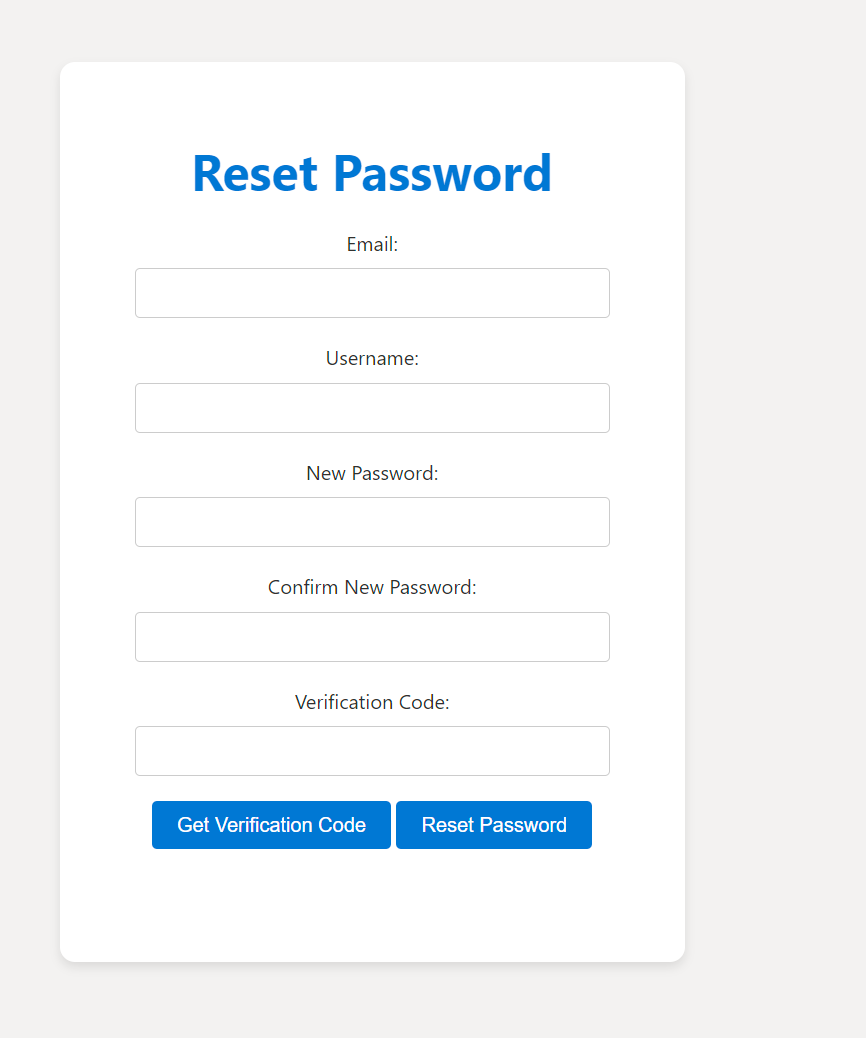 Reset Password
Email:
Username:
New Password:
Confirm New Password:
Verification Code:
Get Verification Code Reset Password